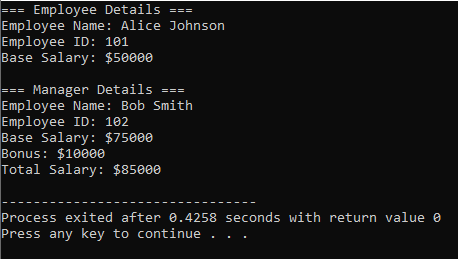 === Employee Details ===
Employee Name: Alice Johnson
Employee ID: 101
Base Salary: $50000

=== Manager Details ===
Employee Name: Bob Smith
Employee ID: 102
Base Salary: $75000
Bonus: $10000
Total Salary: $85000

--------------------------------
Process exited after 0.4258 seconds with return value 0
Press any key to continue . . .